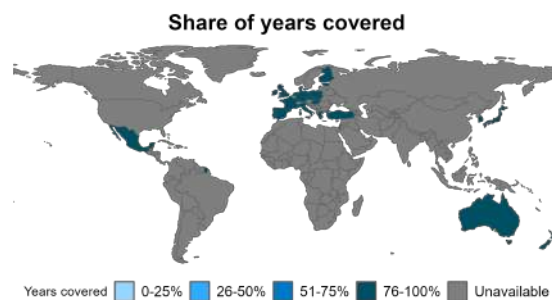 Share of years covered
Years covered 0-25% 26-50% 51-75% 76-100% Unavailable